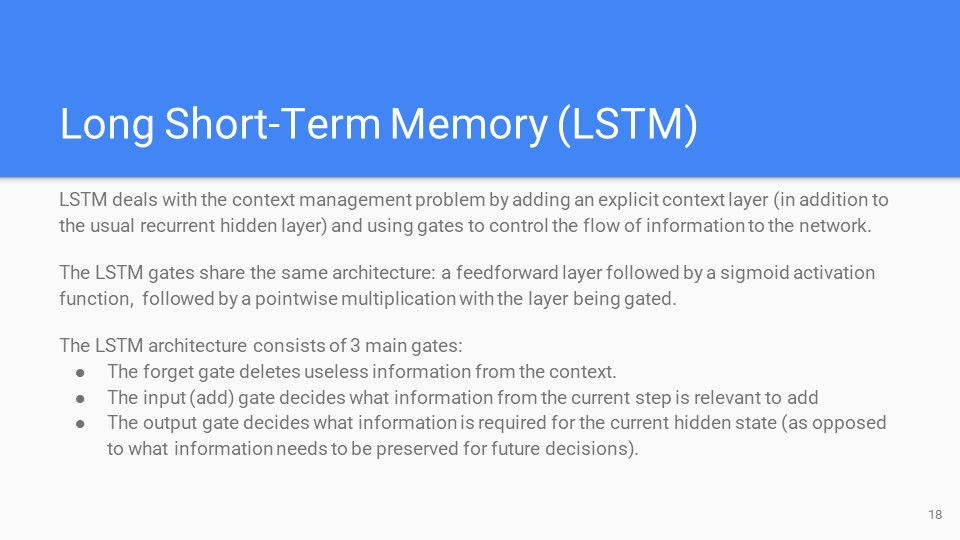 Long Short-Term Memory (LSTM)
LSTM deals with the context management problem by adding an explicit context layer (in addition to
the usual recurrent hidden layer) and using gates to control the flow of information to the network.
The LSTM gates share the same architecture: a feedforward layer followed by a sigmoid activation
function, followed by a pointwise multiplication with the layer being gated.
The LSTM architecture consists of 3 main gates:
● The forget gate deletes useless information from the context.
● The input (add) gate decides what information from the current step is relevant to add
● The output gate decides what information is required for the current hidden state (as opposed
to what information needs to be preserved for future decisions).
18